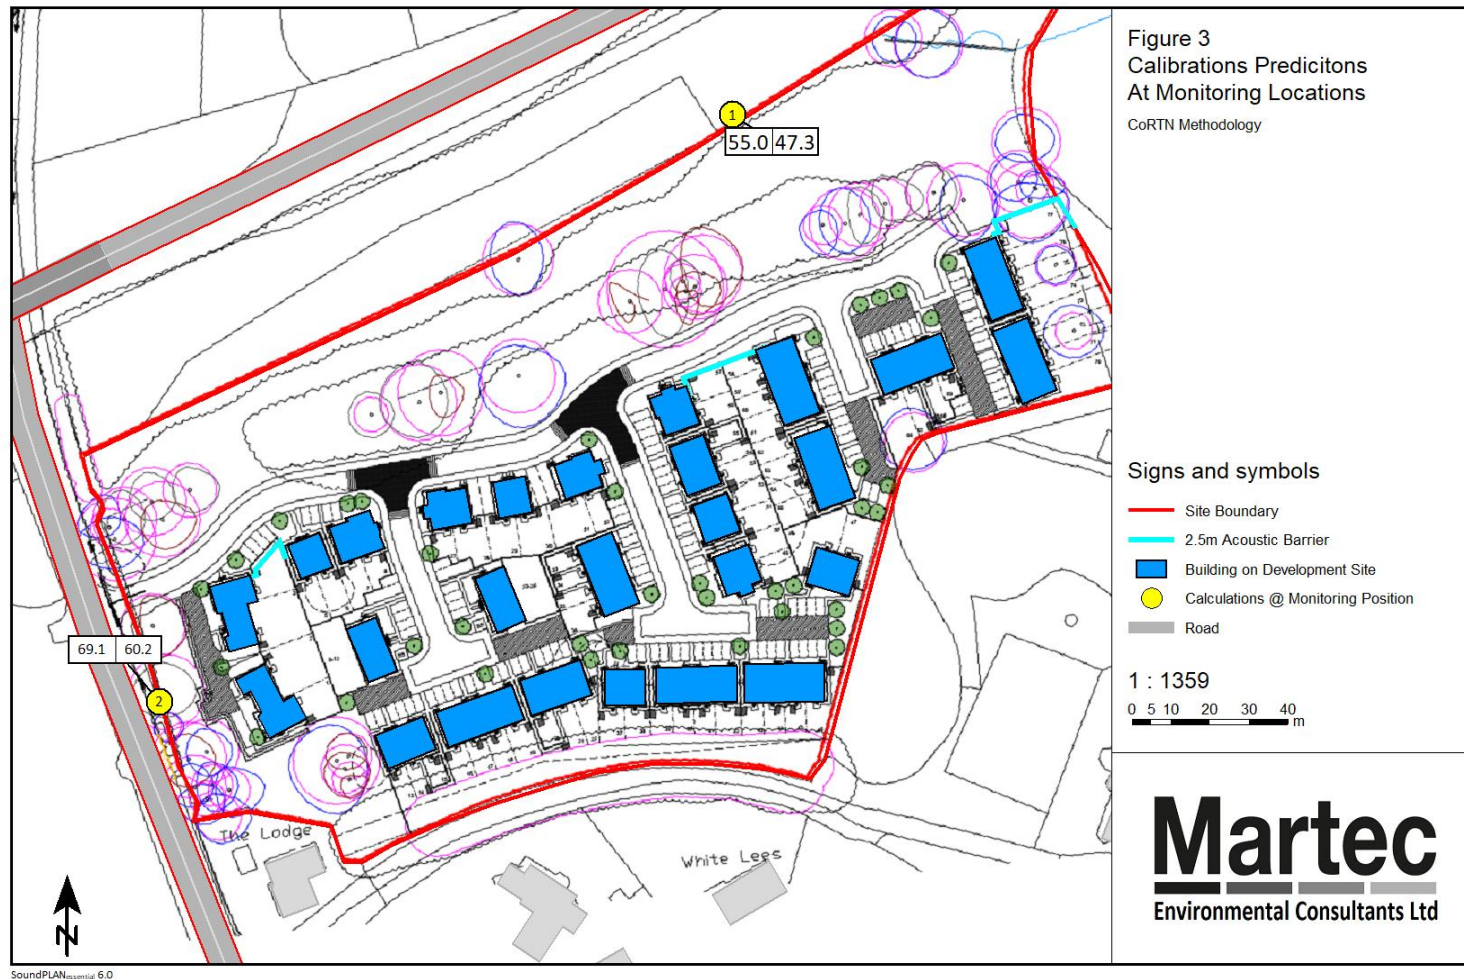 Figure 3
Calibrations Predicitons
At Monitoring Locations
CoRTN Methodology
1
55.0 47.3
69.1 60.2
2
The Lodge
White Lees
N
Signs and symbols
Site Boundary
2.5m Acoustic Barrier
Building on Development Site
Calculations @ Monitoring Position
Road
1 : 1359
0 5 10 20 30 40
m
Martec
Environmental Consultants Ltd
SoundPLANessential 6.0